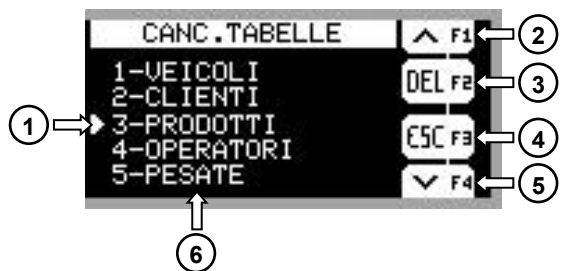 CANC.TABELLE
F1
2
1-VEICOLI
DEL F2
3
2-CLIENTI
1
3-PRODOTTI
4-OPERATORI
ESC F3
4
5-PESATE
F4
5
6